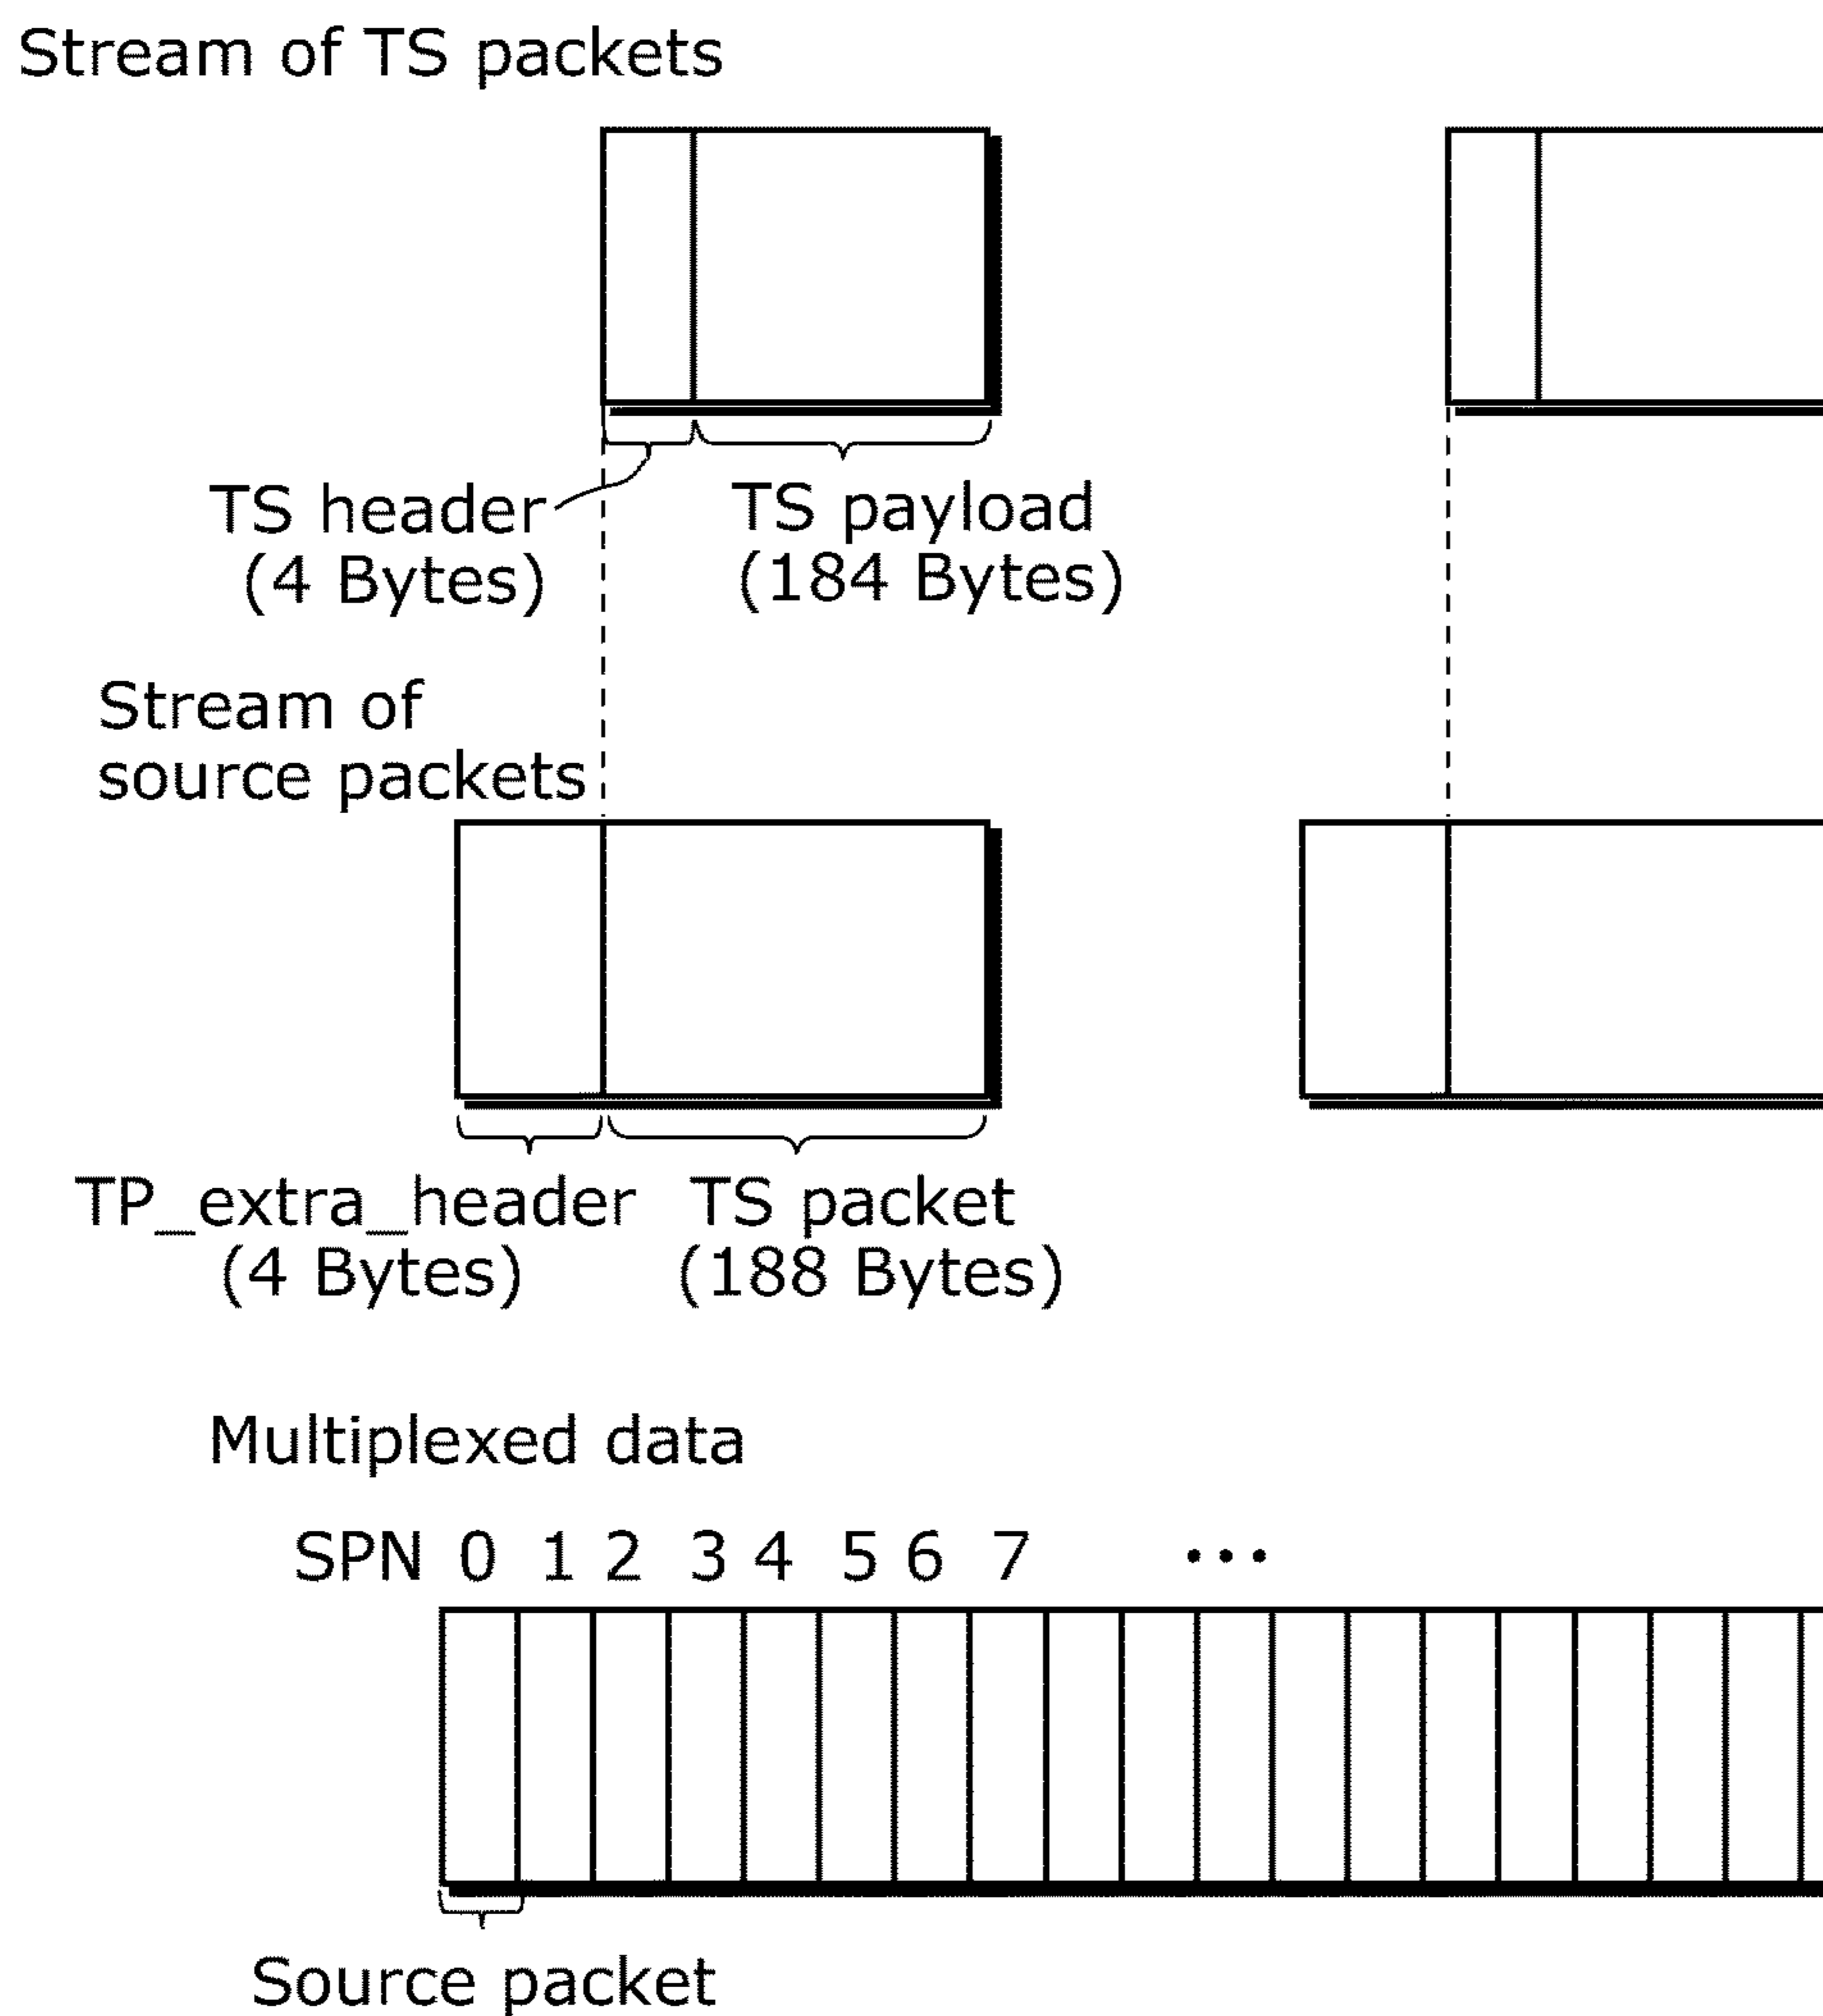 Stream of TS packets
TS header
(4 Bytes)
TS payload
(184 Bytes)
Stream of
source packets
TP_extra_header
(4 Bytes)
TS packet
(188 Bytes)
Multiplexed data
SPN 0 1 2 3 4 5 6 7 ...
Source packet